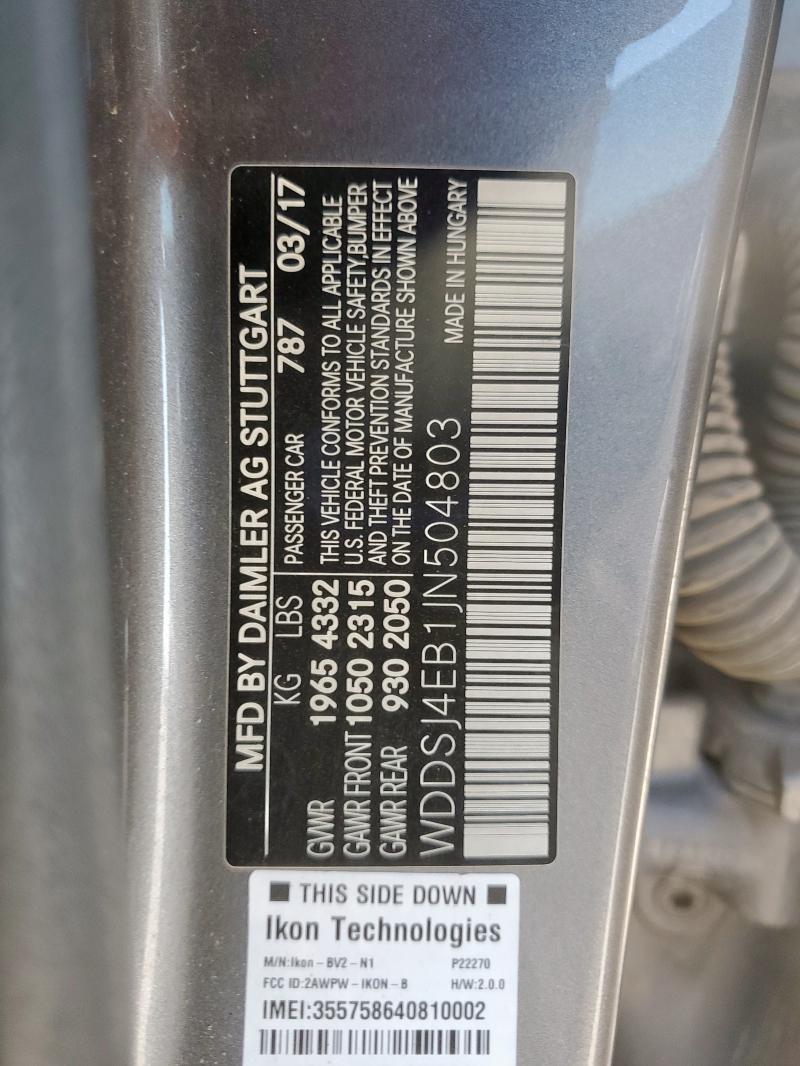 MFD BY DAIMLER AG STUTTGART
KG LBS PASSENGER CAR 787 03/17
GVWR 1965 4332 THIS VEHICLE CONFORMS TO ALL APPLICABLE
GAWR FRONT 1050 2315 U.S. FEDERAL MOTOR VEHICLE SAFETY,BUMPER
GAWR REAR 930 2050 AND THEFT PREVENTION STANDARDS IN EFFECT
ON THE DATE OF MANUFACTURE SHOWN ABOVE
WDDSJ4EB1JN504803 MADE IN HUNGARY
THIS SIDE DOWN
Ikon Technologies
M/N:Ikon-BV2-N1 P22270
FCC ID:2AWPW-IKON-B H/W:2.0.0
IMEI:355758640810002